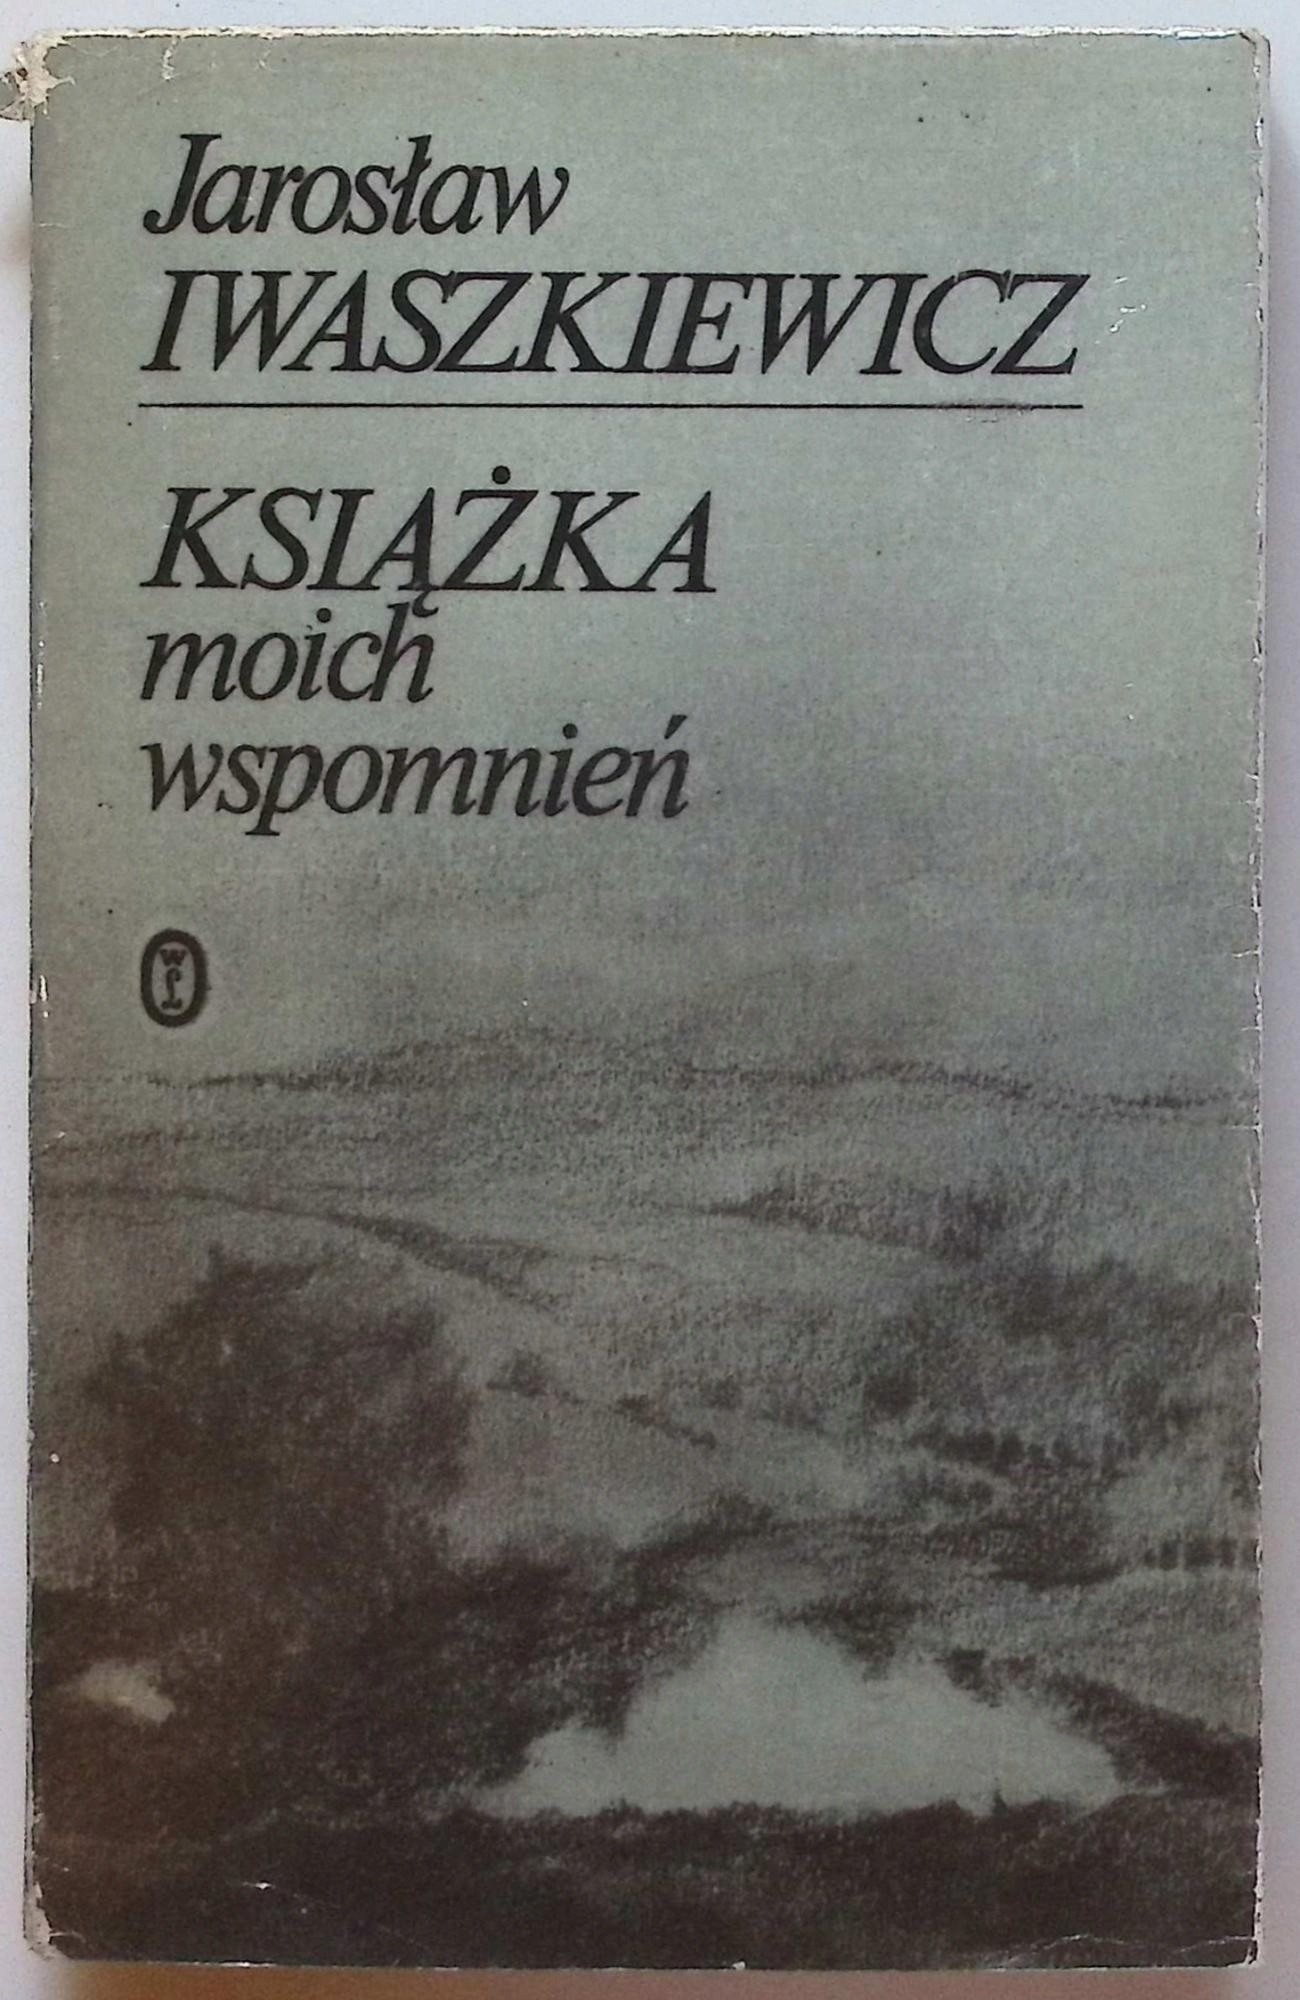 Jarosław
IWASZKIEWICZ
KSIĄŻKA
moich
wspomnień
W
L